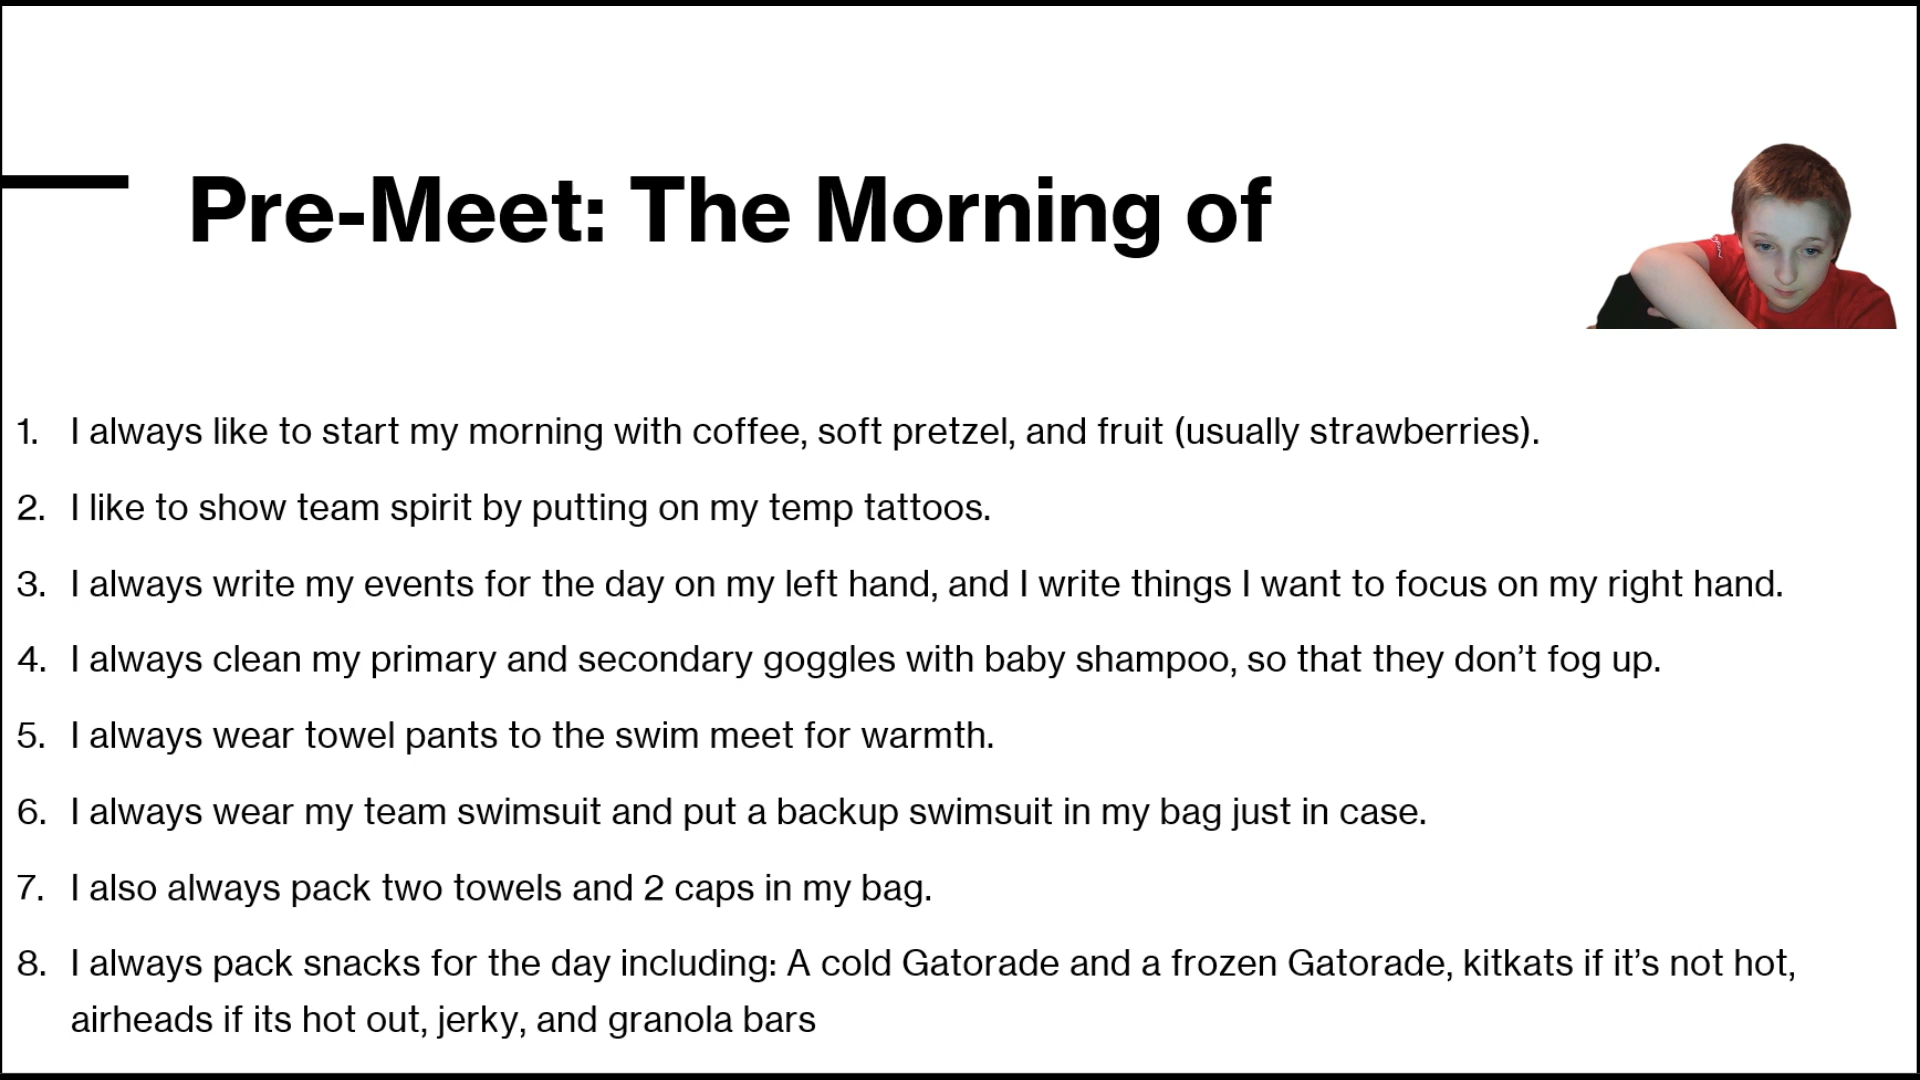 Pre-Meet: The Morning of
1. I always like to start my morning with coffee, soft pretzel, and fruit (usually strawberries).
2. I like to show team spirit by putting on my temp tattoos.
3. I always write my events for the day on my left hand, and I write things I want to focus on my right hand.
4. I always clean my primary and secondary goggles with baby shampoo, so that they don’t fog up.
5. I always wear towel pants to the swim meet for warmth.
6. I always wear my team swimsuit and put a backup swimsuit in my bag just in case.
7. I also always pack two towels and 2 caps in my bag.
8. I always pack snacks for the day including: A cold Gatorade and a frozen Gatorade, kitkats if it’s not hot,
airheads if its hot out, jerky, and granola bars